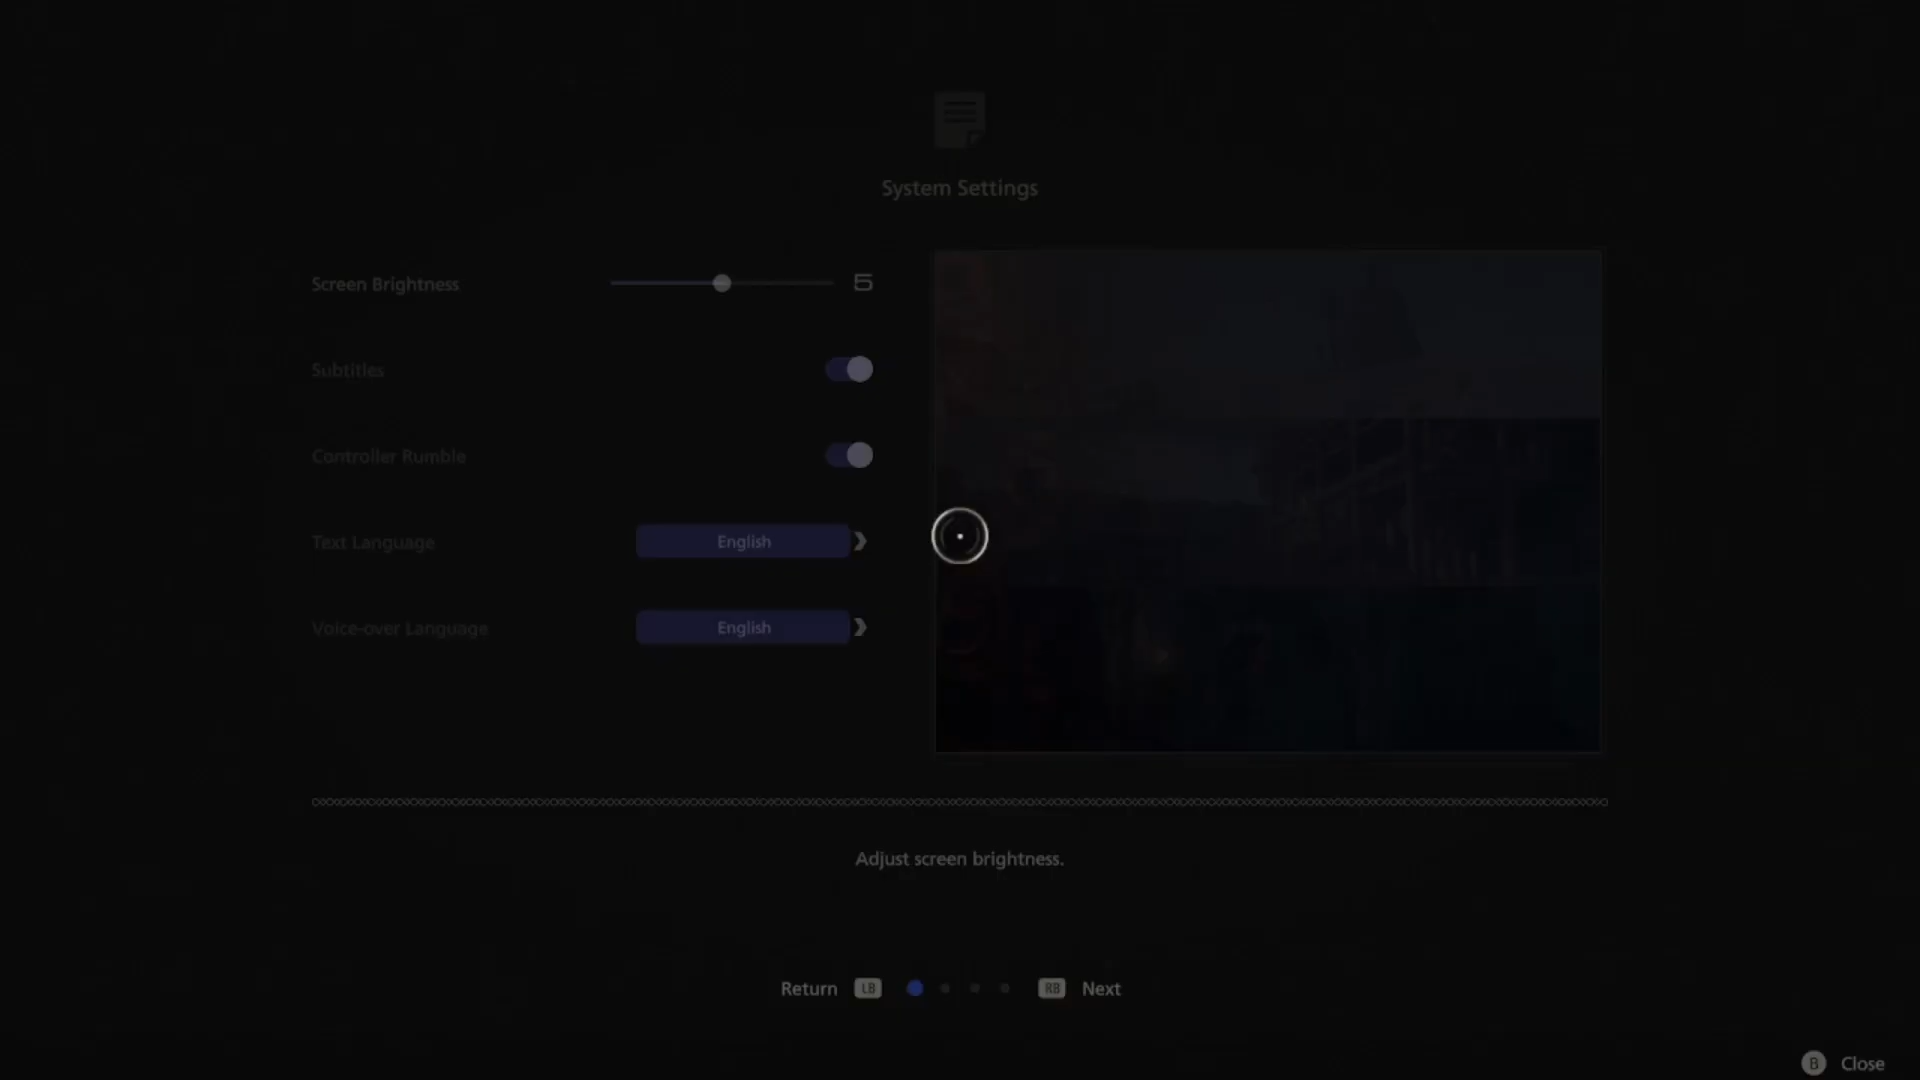 System Settings
Screen Brightness 5
Subtitles
Controller Rumble
Text Language English
Voice-over Language English
Adjust screen brightness.
Return LB RB Next
B Close